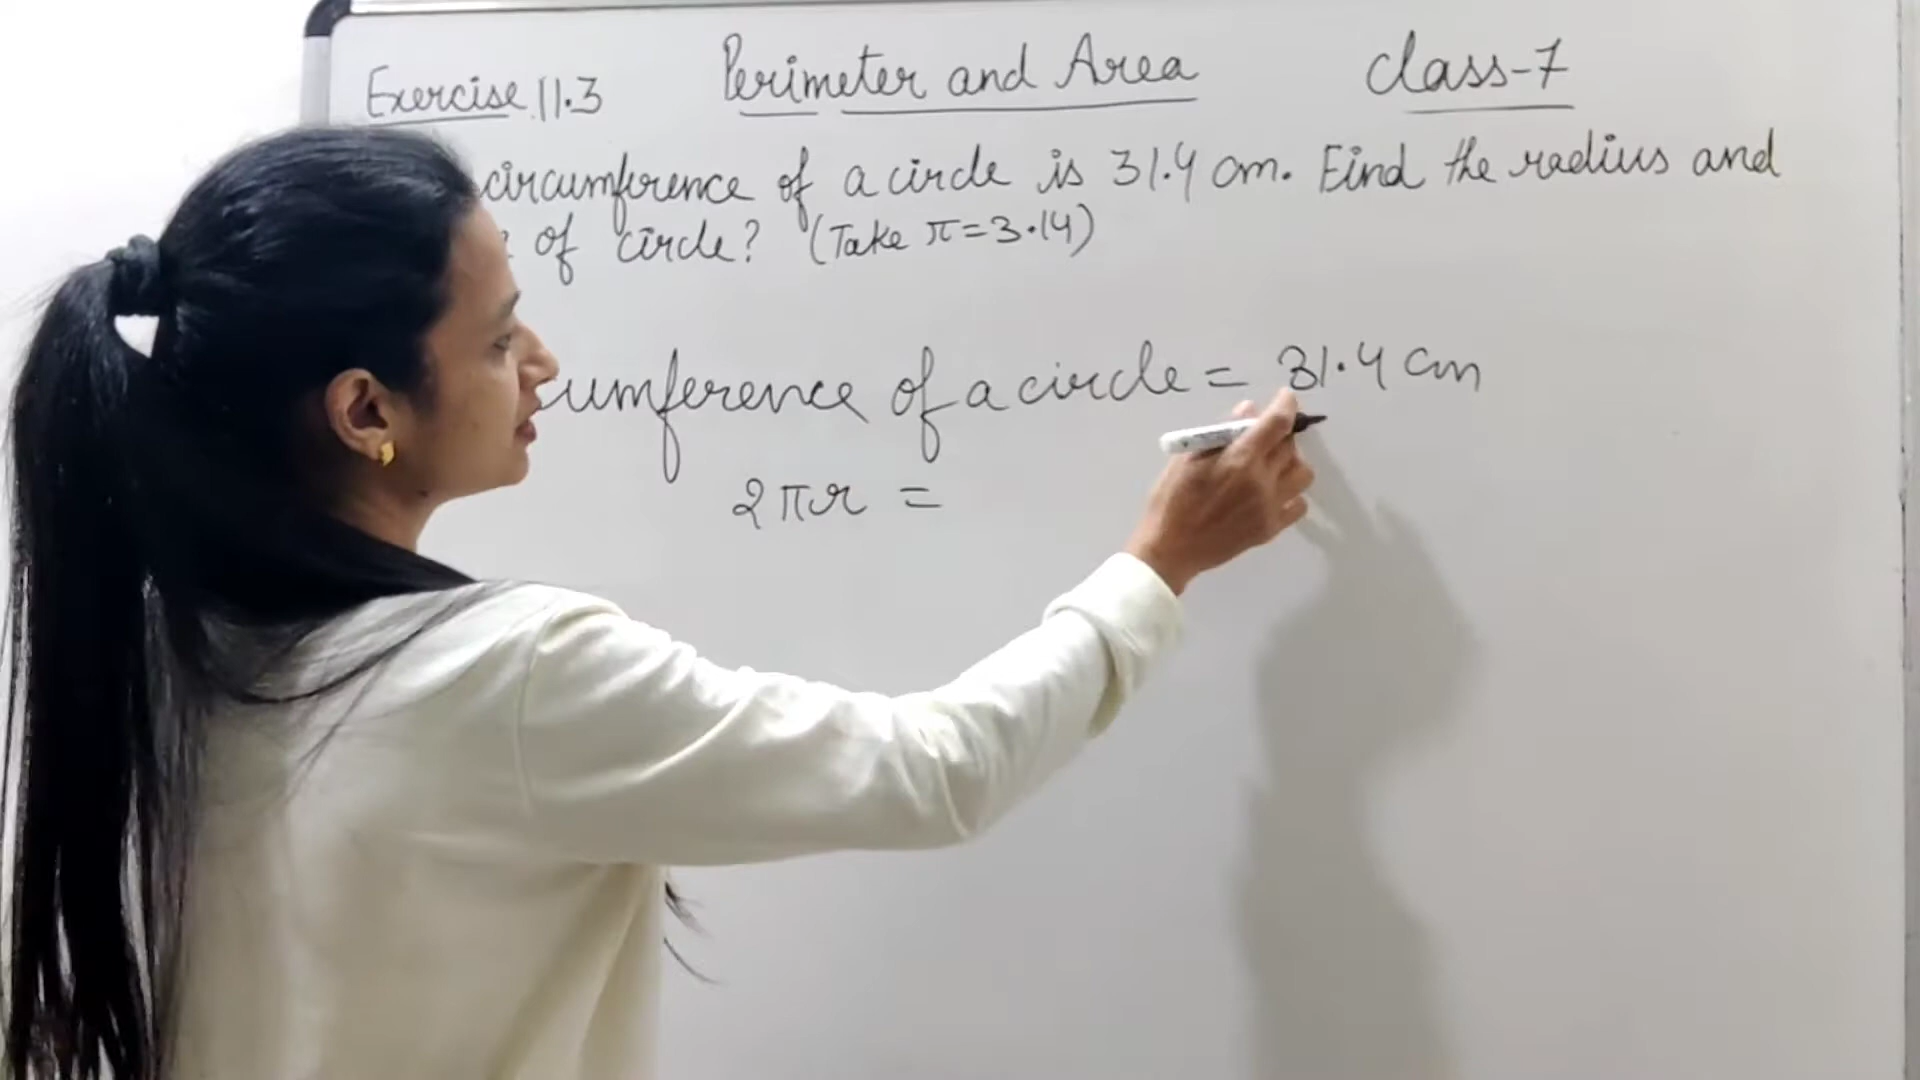 Exercise 11.3 Perimeter and Area class-7
circumference of a circle is 31.4 cm. Find the radius and
of circle? (Take π=3.14)
cumference of a circle = 31.4 cm
2πr =